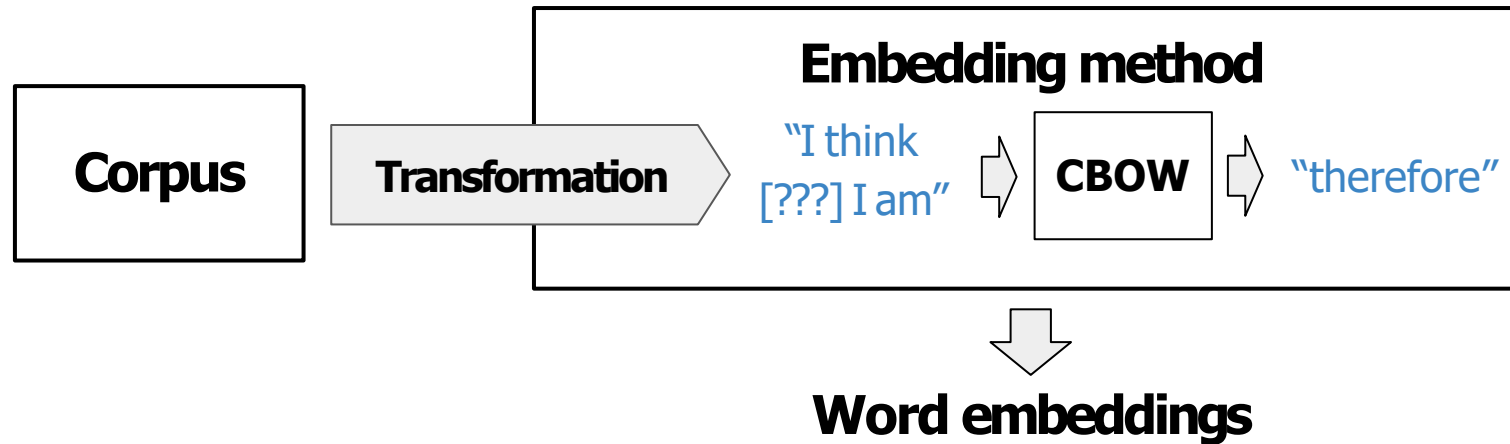 Embedding method
Corpus
Transformation
“I think
[???] I am”
CBOW
“therefore”
Word embeddings